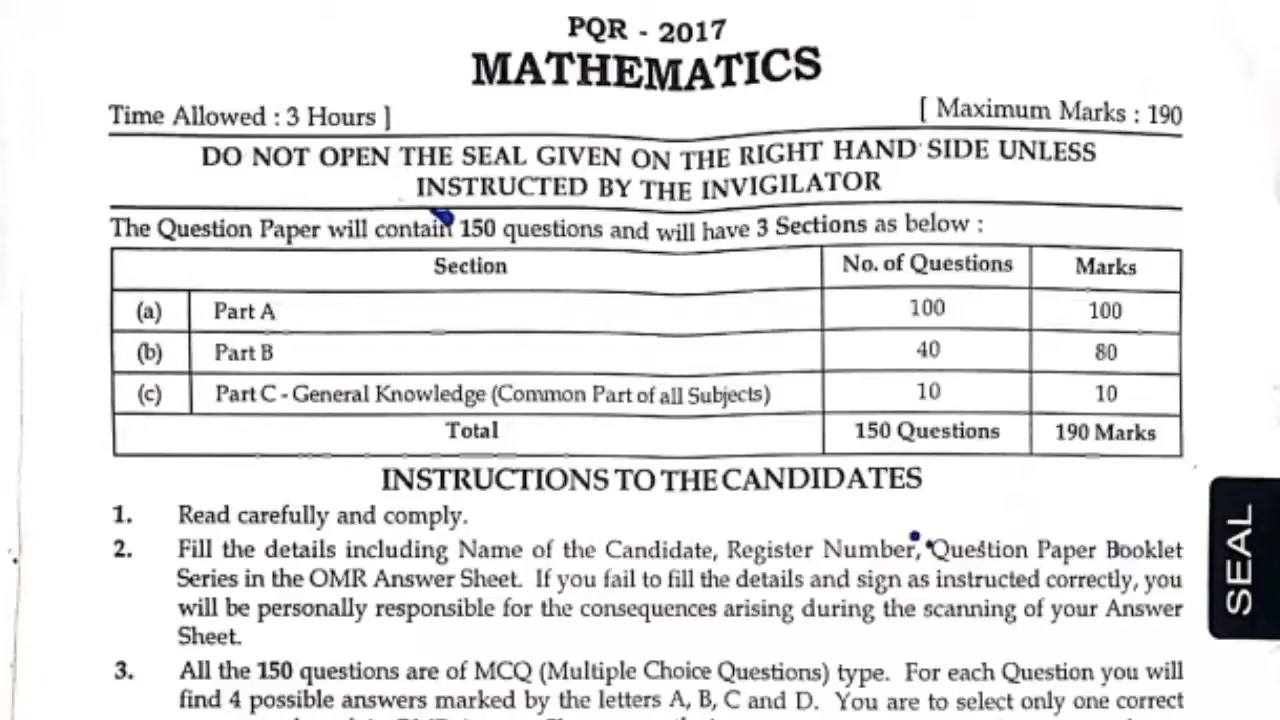 PQR - 2017
MATHEMATICS
Time Allowed : 3 Hours ]
[ Maximum Marks : 190
DO NOT OPEN THE SEAL GIVEN ON THE RIGHT HAND SIDE UNLESS
INSTRUCTED BY THE INVIGILATOR
The Question Paper will contain 150 questions and will have 3 Sections as below :
Section No. of Questions Marks
(a) Part A 100 100
(b) Part B 40 80
(c) Part C - General Knowledge (Common Part of all Subjects) 10 10
Total 150 Questions 190 Marks
INSTRUCTIONS TO THE CANDIDATES
1. Read carefully and comply.
2. Fill the details including Name of the Candidate, Register Number, Question Paper Booklet
Series in the OMR Answer Sheet. If you fail to fill the details and sign as instructed correctly, you
will be personally responsible for the consequences arising during the scanning of your Answer
Sheet.
3. All the 150 questions are of MCQ (Multiple Choice Questions) type. For each Question you will
find 4 possible answers marked by the letters A, B, C and D. You are to select only one correct
SEAL